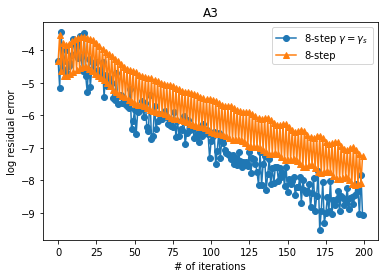 A3
8-step γ = γₛ
8-step
log residual error
−4
−5
−6
−7
−8
−9
0 25 50 75 100 125 150 175 200
# of iterations